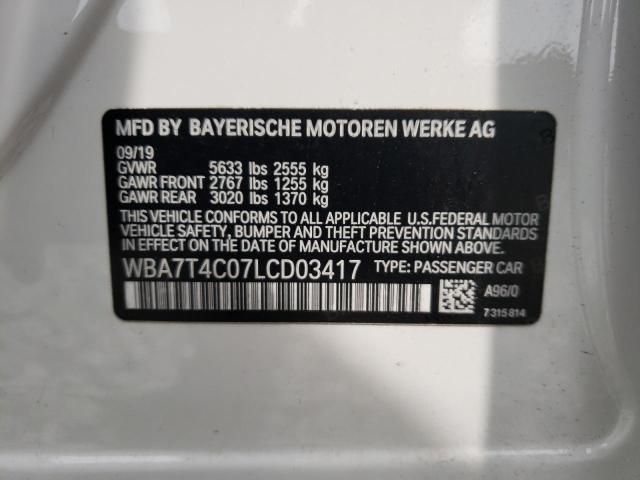 MFD BY BAYERISCHE MOTOREN WERKE AG
09/19
GVWR 5633 lbs 2555 kg
GAWR FRONT 2767 lbs 1255 kg
GAWR REAR 3020 lbs 1370 kg
THIS VEHICLE CONFORMS TO ALL APPLICABLE U.S.FEDERAL MOTOR
VEHICLE SAFETY, BUMPER AND THEFT PREVENTION STANDARDS
IN EFFECT ON THE DATE OF MANUFACTURE SHOWN ABOVE.
WBA7T4C07LCD03417 TYPE: PASSENGER CAR
A96/0
7315814